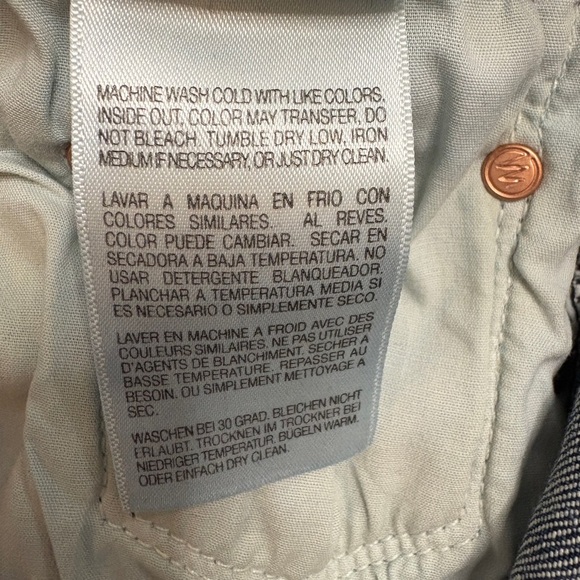 MACHINE WASH COLD WITH LIKE COLORS.
INSIDE OUT. COLOR MAY TRANSFER, DO
NOT BLEACH. TUMBLE DRY LOW, IRON
MEDIUM IF NECESSARY, OR JUST DRY CLEAN.
LAVAR A MAQUINA EN FRIO CON
COLORES SIMILARES. AL REVES.
COLOR PUEDE CAMBIAR. SECAR EN
SECADORA A BAJA TEMPERATURA. NO
USAR DETERGENTE BLANQUEADOR.
PLANCHAR A TEMPERATURA MEDIA SI
ES NECESARIO O SIMPLEMENTE SECO.
LAVER EN MACHINE A FROID AVEC DES
COULEURS SIMILAIRES. NE PAS UTILISER
D'AGENTS DE BLANCHIMENT. SECHER A
BASSE TEMPERATURE. REPASSER AU
BESOIN. OU SIMPLEMENT METTOYAGE A
SEC.
WASCHEN BEI 30 GRAD. BLEICHEN NICHT
ERLAUBT. TROCKNEN IM TROCKNER BEI
NIEDRIGER TEMPERATUR. BÜGELN WARM.
ODER EINFACH DRY CLEAN.